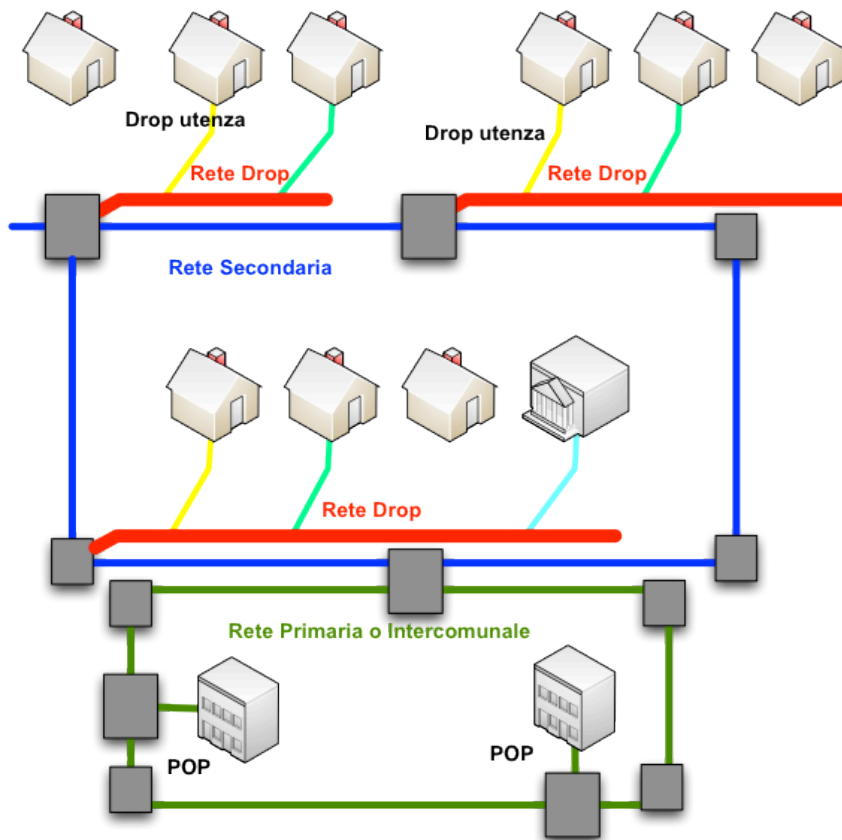 Drop utenza
Drop utenza
Rete Drop
Rete Drop
Rete Secondaria
Rete Drop
Rete Primaria o Intercomunale
POP
POP